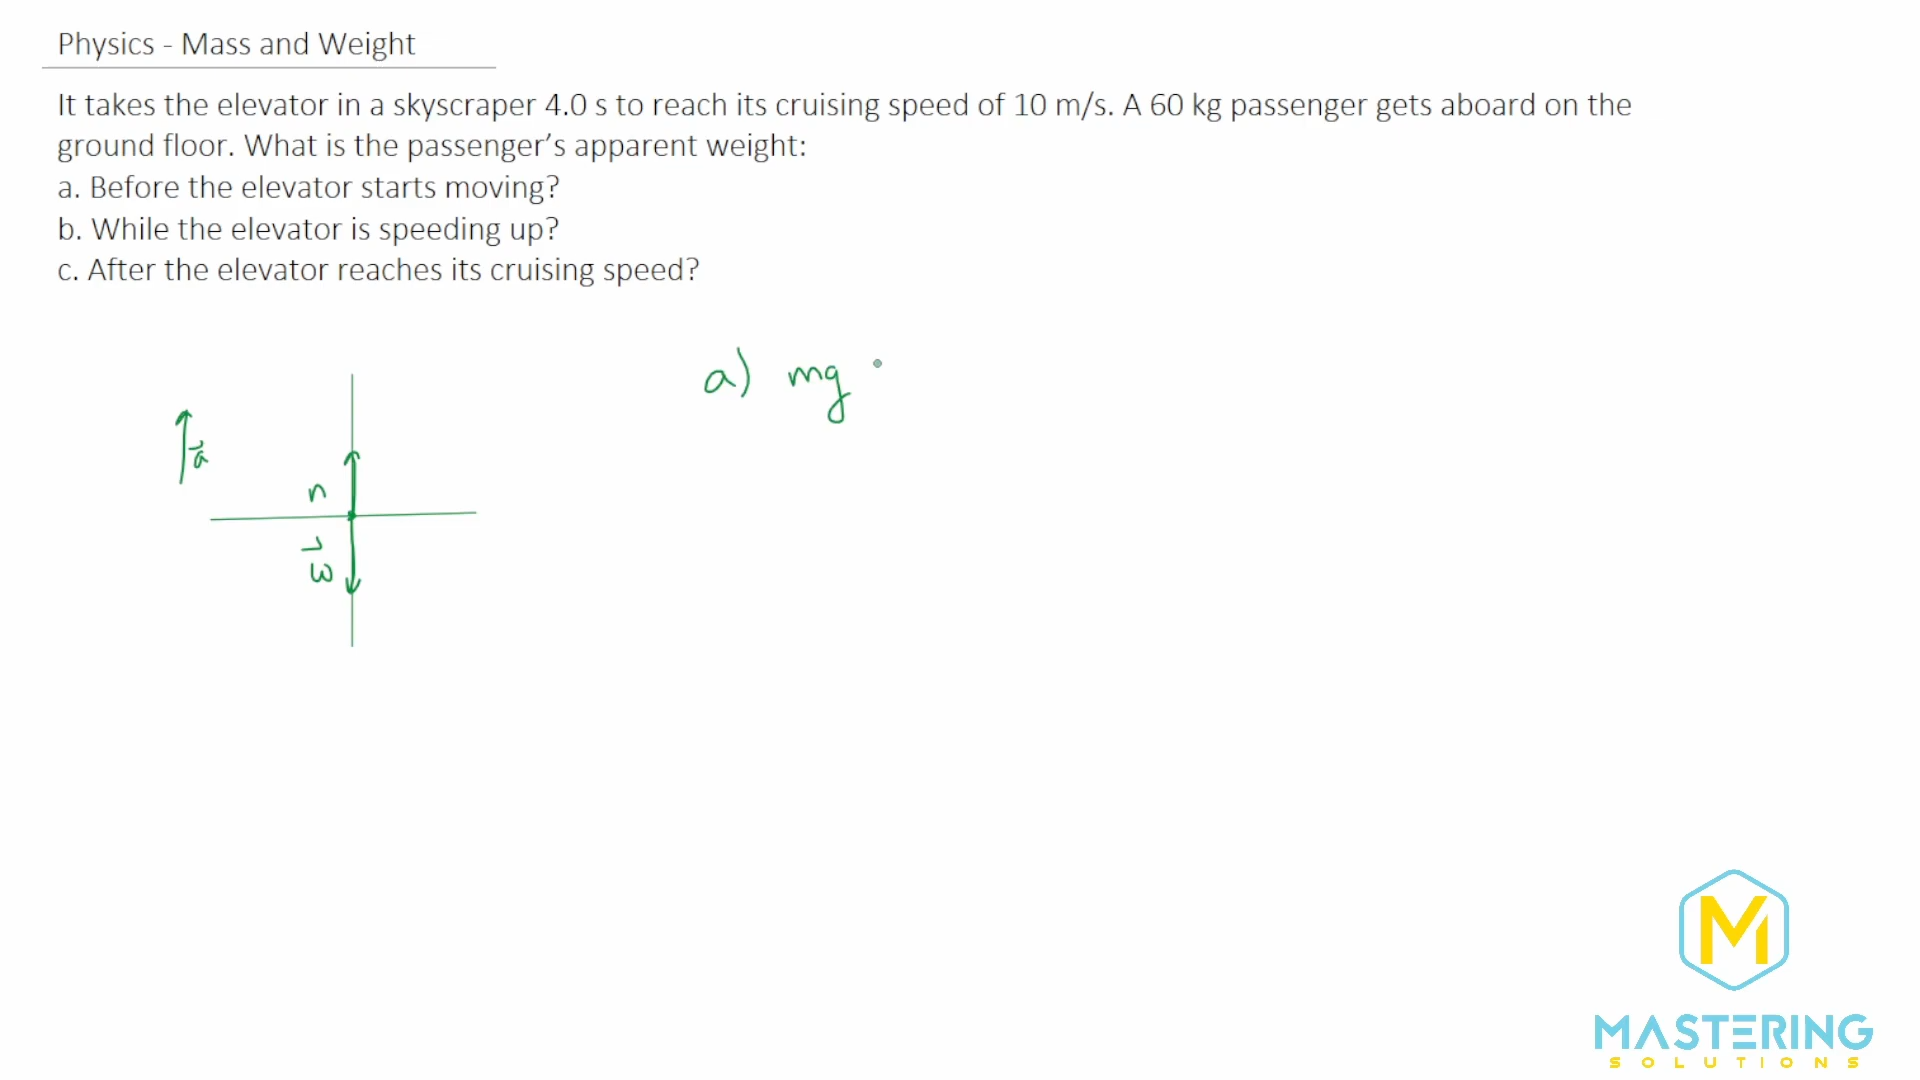 Physics - Mass and Weight
It takes the elevator in a skyscraper 4.0 s to reach its cruising speed of 10 m/s. A 60 kg passenger gets aboard on the
ground floor. What is the passenger’s apparent weight:
a. Before the elevator starts moving?
b. While the elevator is speeding up?
c. After the elevator reaches its cruising speed?
a) mg
a
n
w
MASTERING
SOLUTIONS